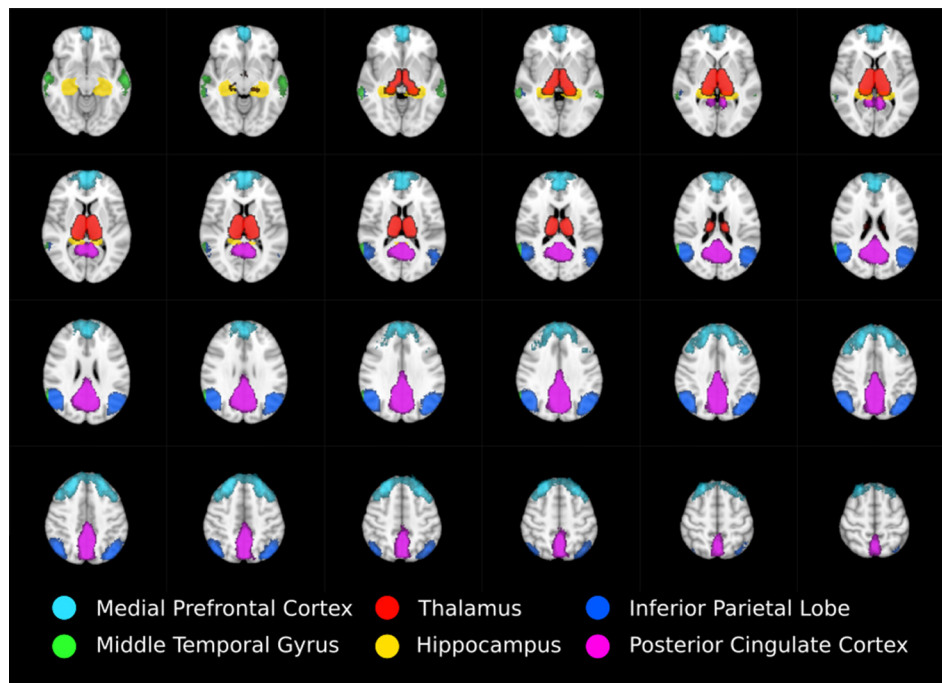 Medial Prefrontal Cortex Thalamus Inferior Parietal Lobe
Middle Temporal Gyrus Hippocampus Posterior Cingulate Cortex